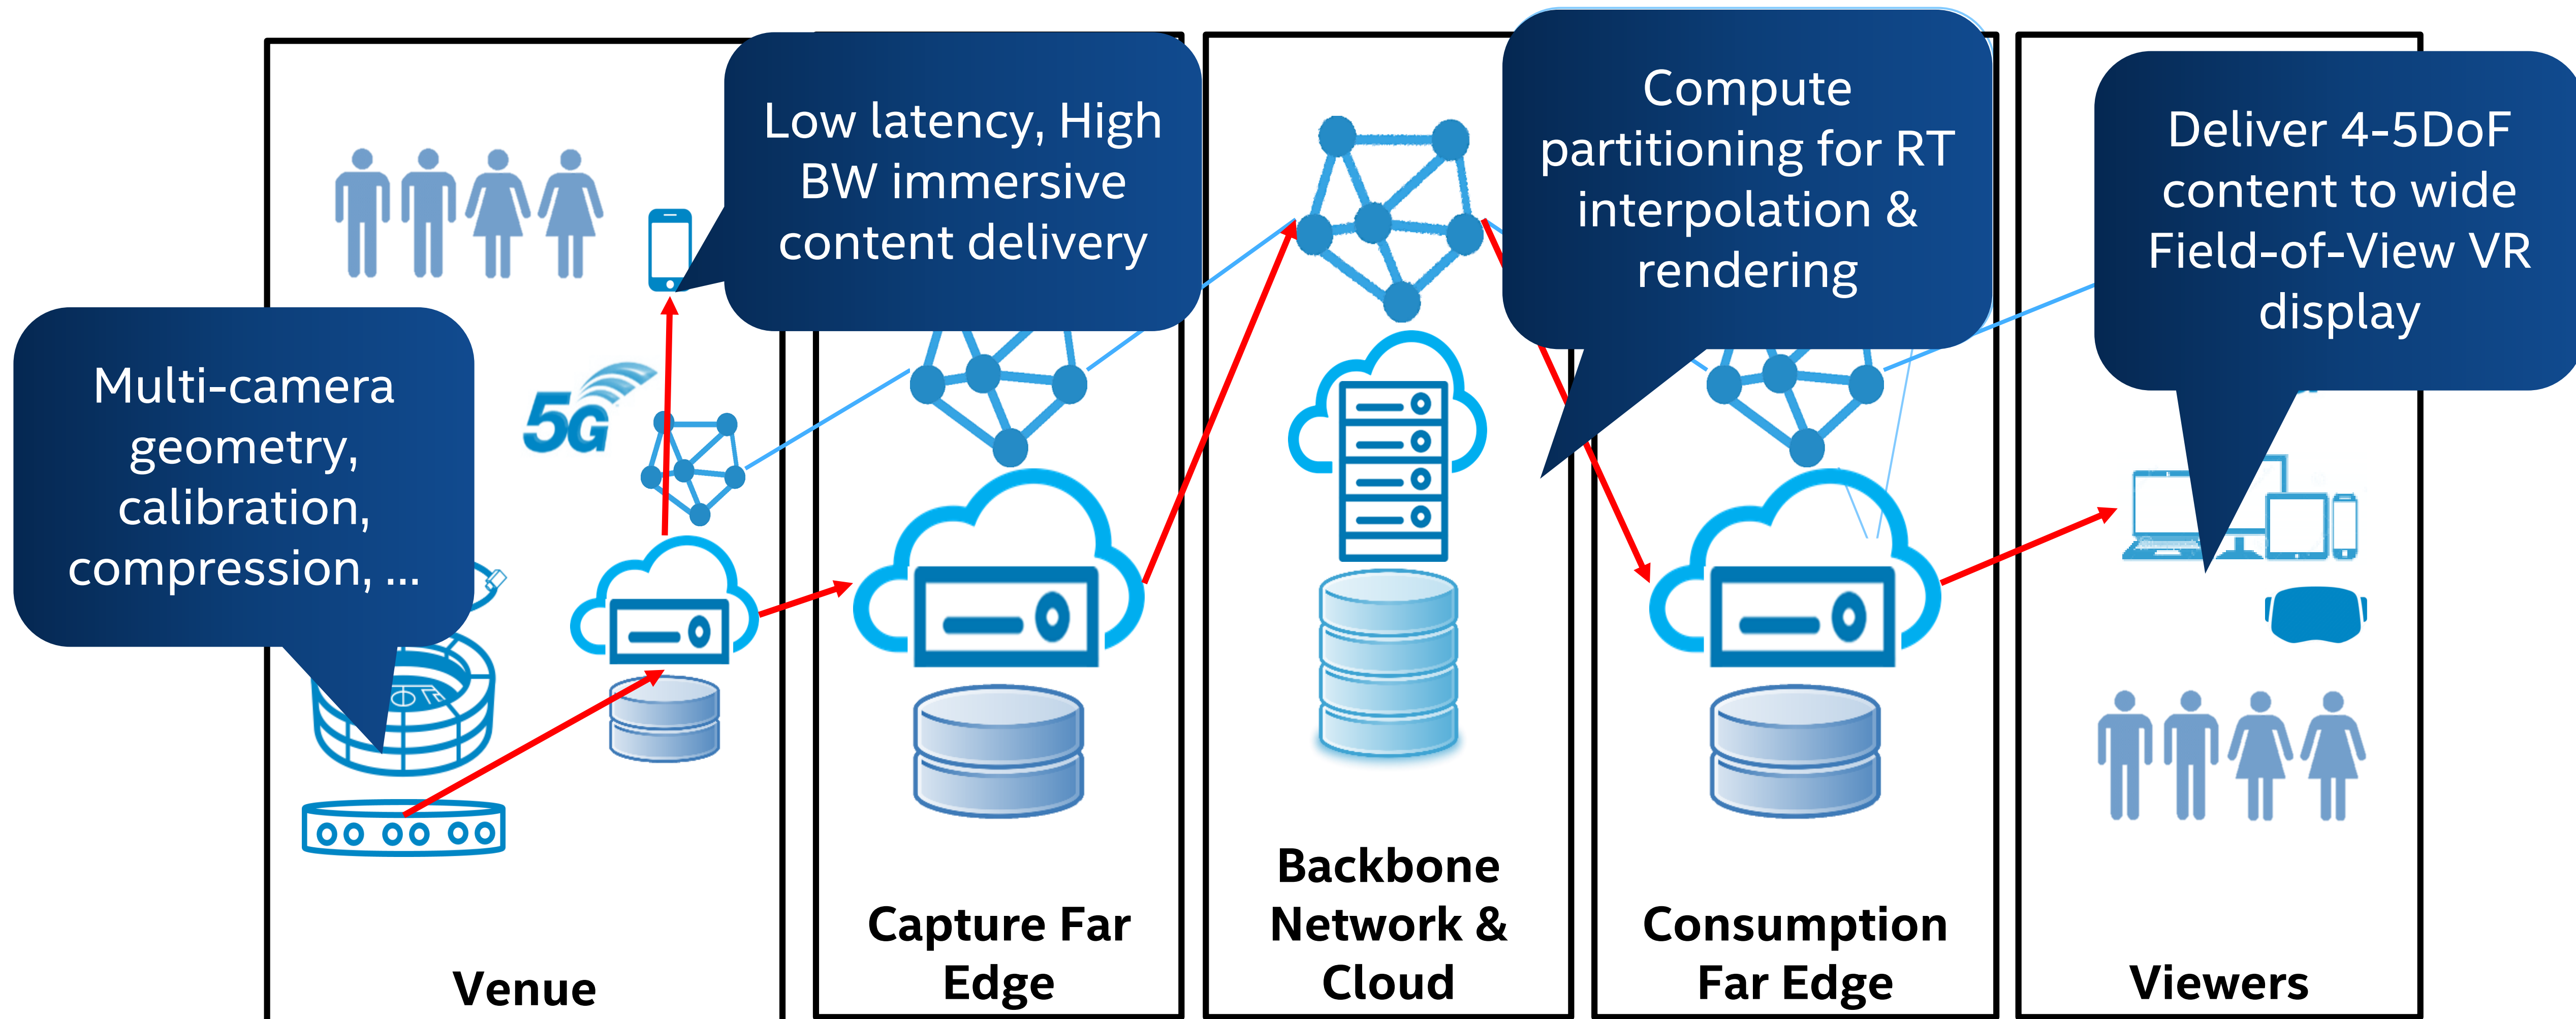 Multi-camera
geometry,
calibration,
compression, ...
5G
Low latency, High
BW immersive
content delivery
Compute
partitioning for RT
interpolation &
rendering
Deliver 4-5DoF
content to wide
Field-of-View VR
display
Venue
Capture Far
Edge
Backbone
Network &
Cloud
Consumption
Far Edge
Viewers